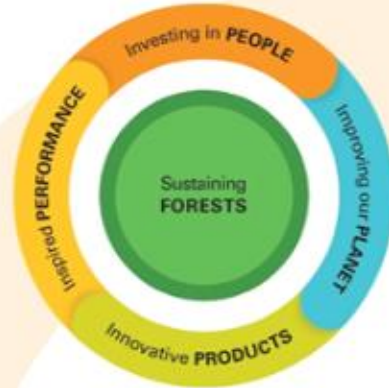 Investing in PEOPLE
Improving our PLANET
Innovative PRODUCTS
Inspired PERFORMANCE
Sustaining
FORESTS